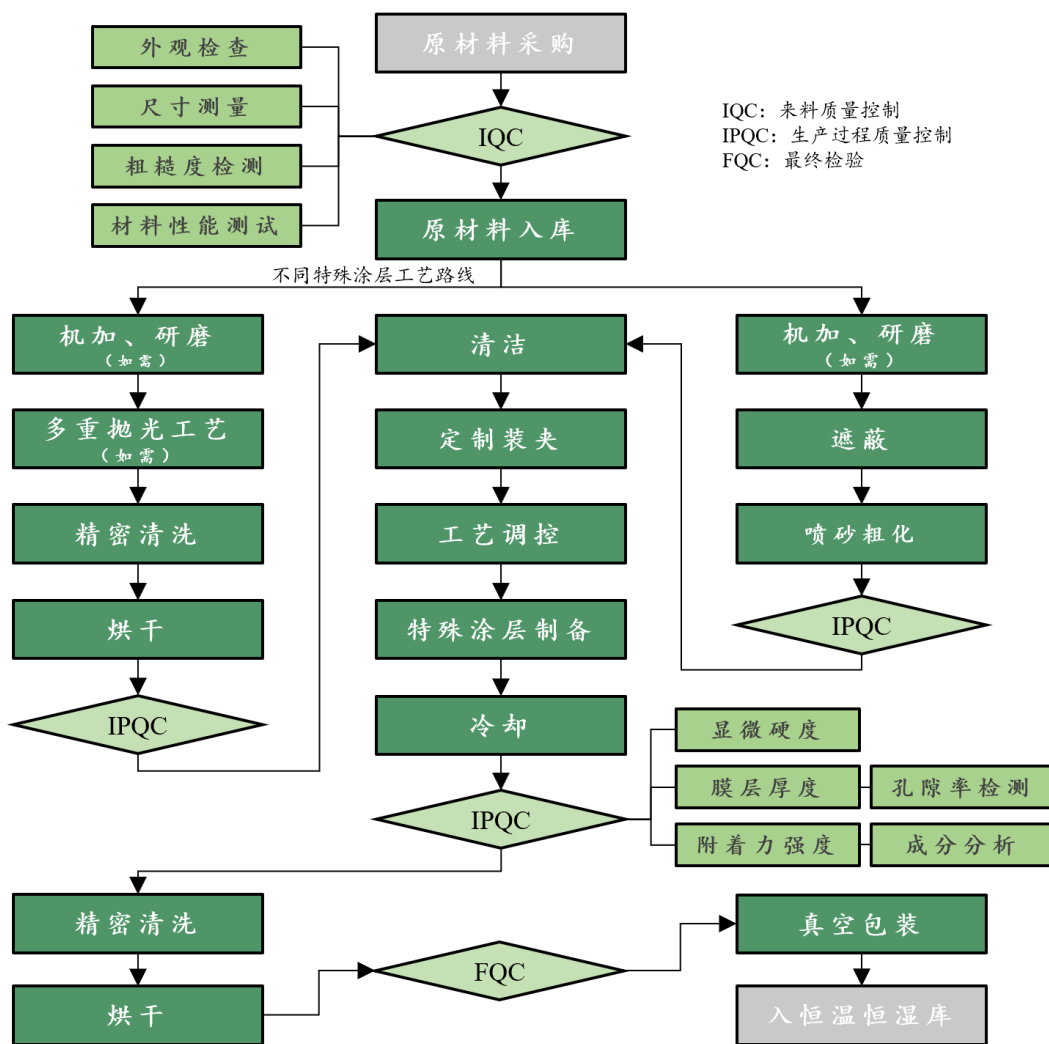 外观检查
原材料采购
尺寸测量
IQC
IQC：来料质量控制
IPQC：生产过程质量控制
FQC：最终检验
粗糙度检测
材料性能测试
原材料入库
不同特殊涂层工艺路线
机加、研磨
（如需）
清洁
机加、研磨
（如需）
多重抛光工艺
（如需）
定制装夹
遮蔽
精密清洗
工艺调控
喷砂粗化
烘干
特殊涂层制备
IPQC
IPQC
冷却
显微硬度
膜层厚度
孔隙率检测
IPQC
附着力强度
成分分析
精密清洗
真空包装
FQC
烘干
入恒温恒湿库